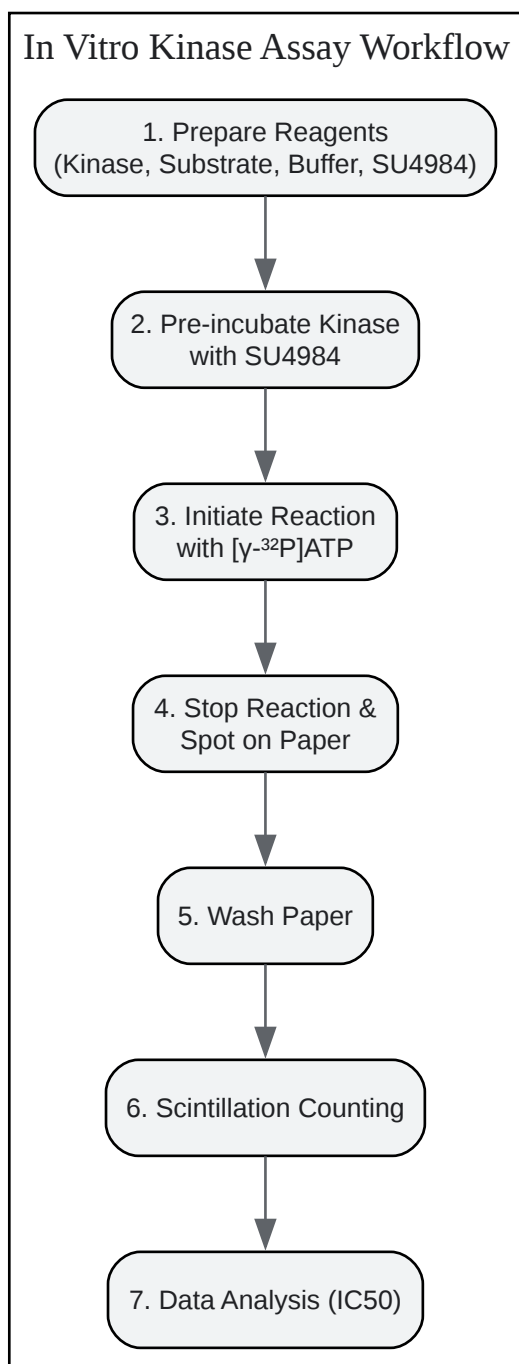 In Vitro Kinase Assay Workflow
1. Prepare Reagents
(Kinase, Substrate, Buffer, SU4984)
2. Pre-incubate Kinase
with SU4984
3. Initiate Reaction
with [γ-³²P]ATP
4. Stop Reaction &
Spot on Paper
5. Wash Paper
6. Scintillation Counting
7. Data Analysis (IC50)